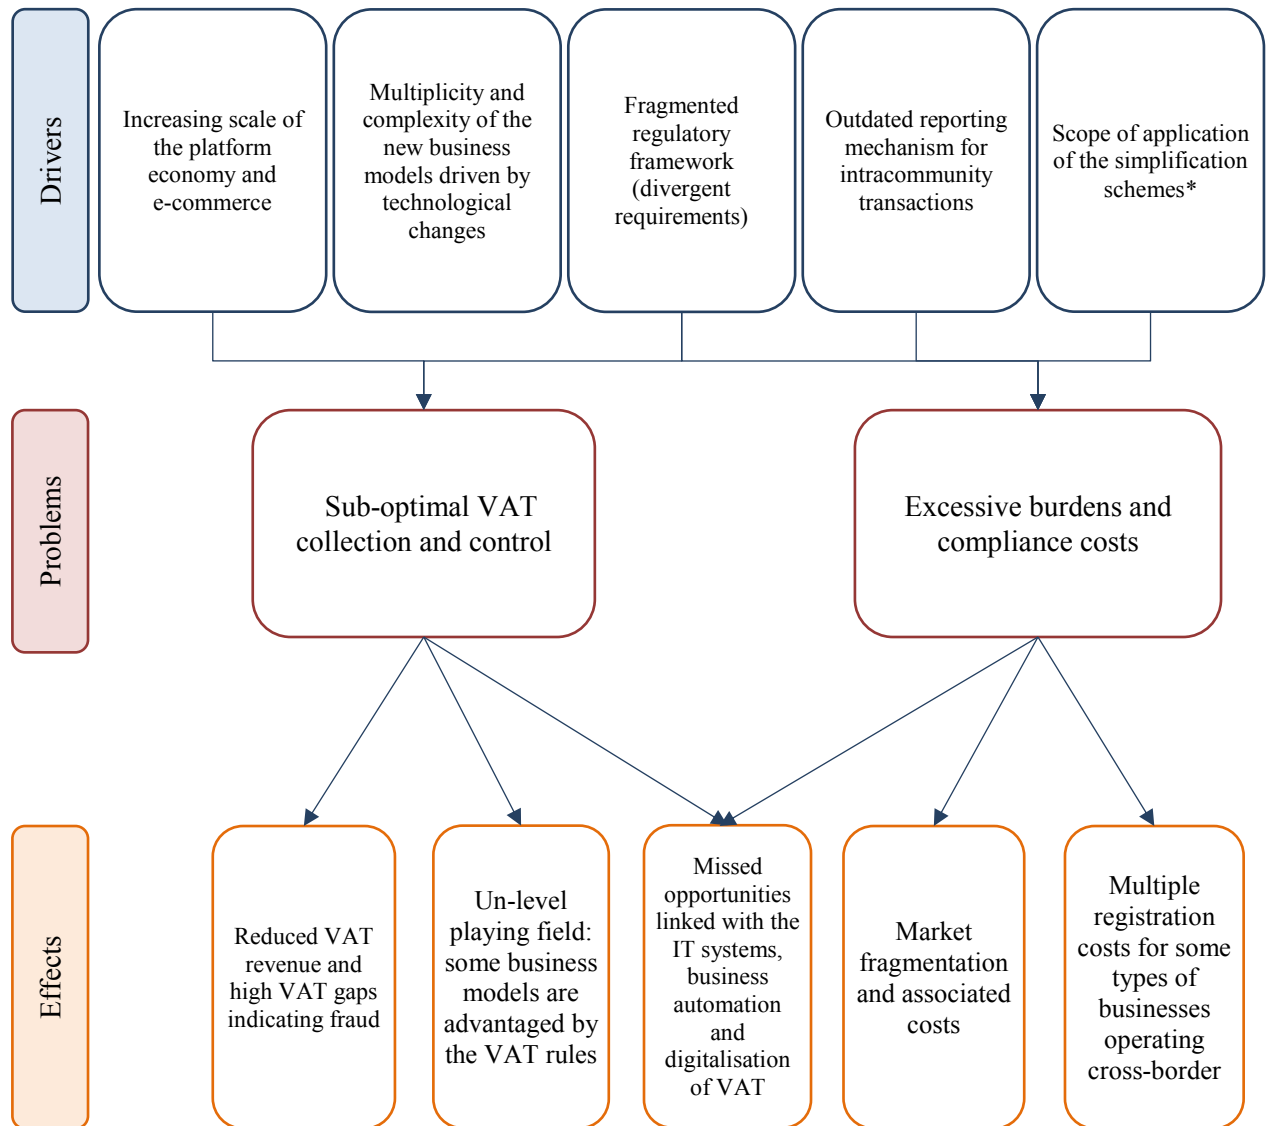 Drivers
Increasing scale of
the platform
economy and
e-commerce
Multiplicity and
complexity of the
new business
models driven by
technological
changes
Fragmented
regulatory
framework
(divergent
requirements)
Outdated reporting
mechanism for
intracommunity
transactions
Scope of application
of the simplification
schemes*
Problems
Sub-optimal VAT
collection and control
Excessive burdens and
compliance costs
Effects
Reduced VAT
revenue and
high VAT gaps
indicating fraud
Un-level
playing field:
some business
models are
advantaged by
the VAT rules
Missed
opportunities
linked with the
IT systems,
business
automation
and
digitalisation
of VAT
Market
fragmentation
and associated
costs
Multiple
registration
costs for some
types of
businesses
operating
cross-border